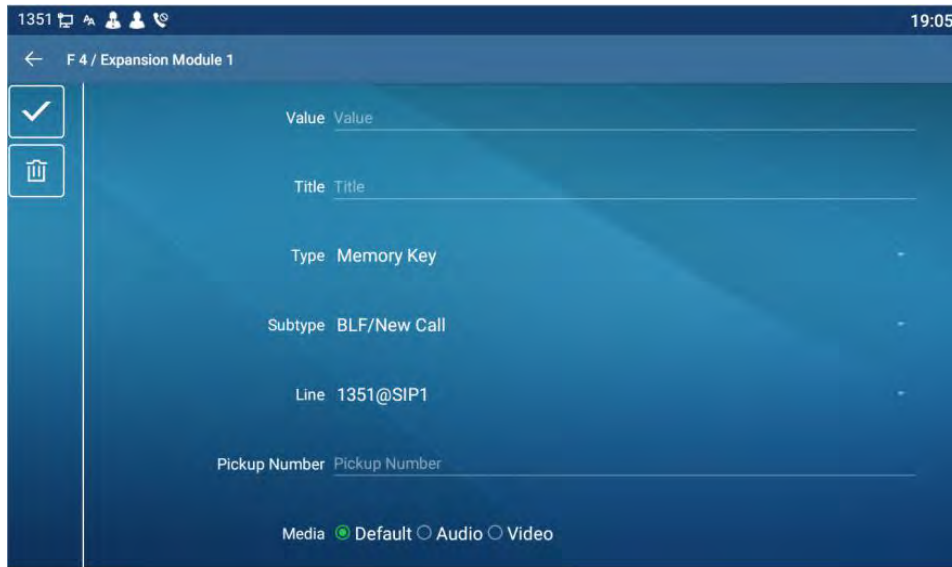 1351 19:05
F 4 / Expansion Module 1
Value Value
Title Title
Type Memory Key
Subtype BLF/New Call
Line 1351@SIP1
Pickup Number Pickup Number
Media Default Audio Video